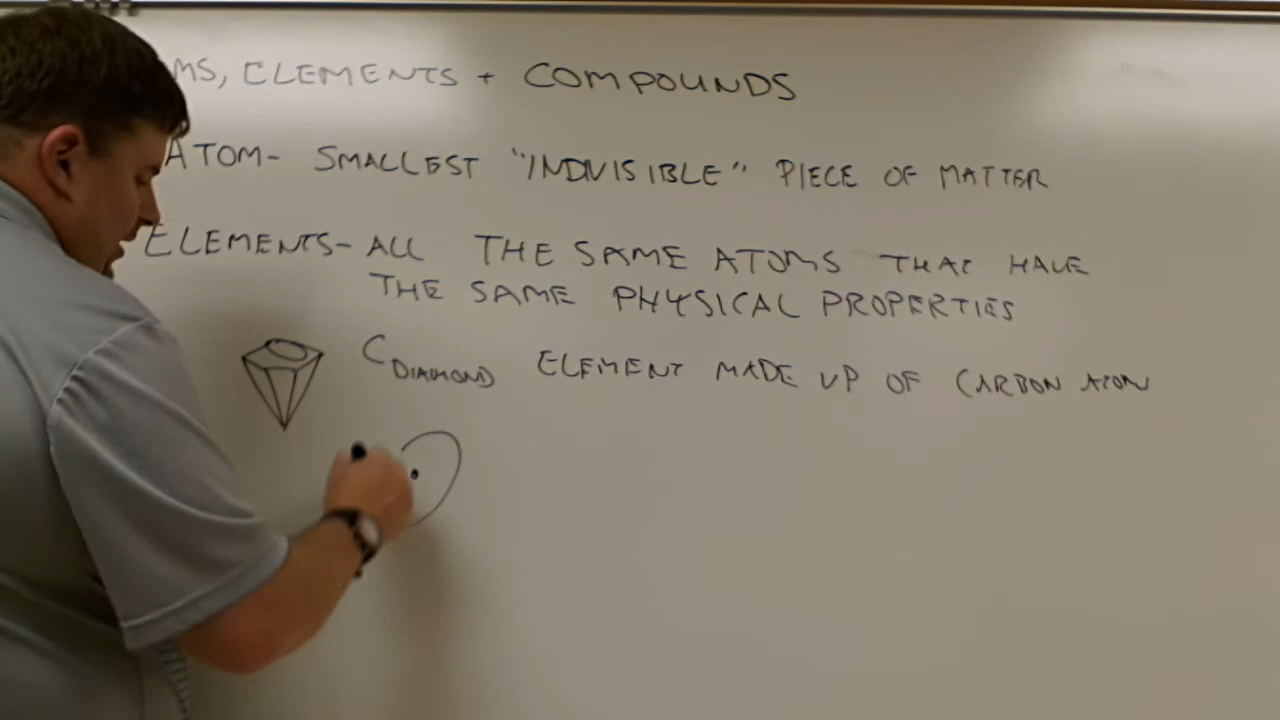 MS, ELEMENTS + COMPOUNDS
ATOM- SMALLEST "INDIVISIBLE" PIECE OF MATTER
ELEMENTS- ALL THE SAME ATOMS THAT HAVE
THE SAME PHYSICAL PROPERTIES
C DIAMOND ELEMENT MADE UP OF CARBON ATOM